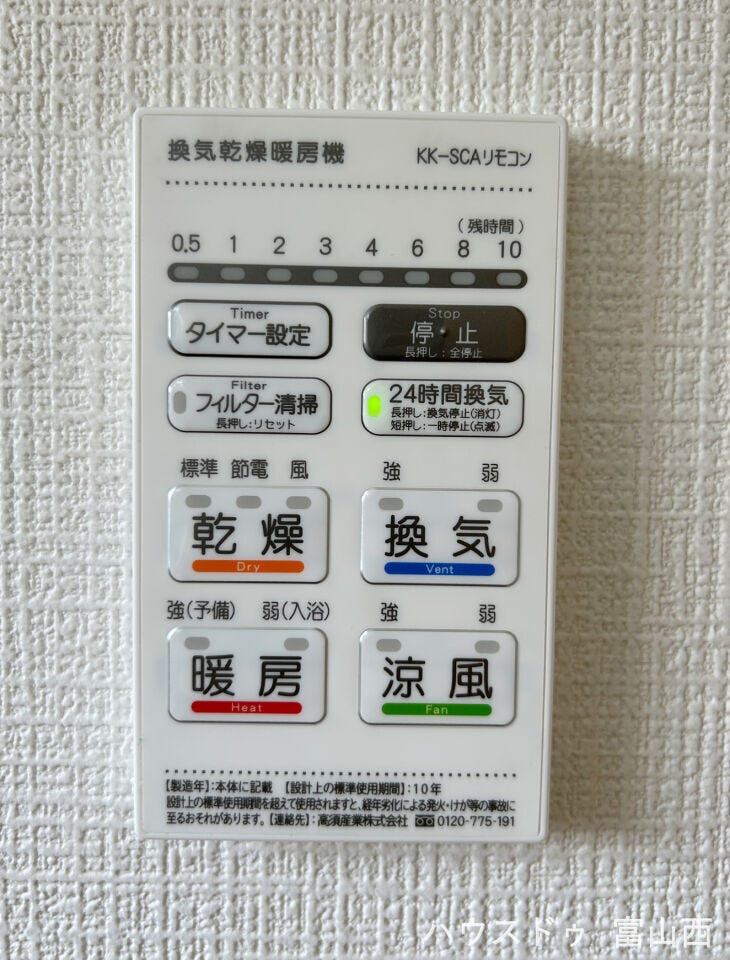 換気乾燥暖房機 KK-SCAリモコン
(残時間)
0.5 1 2 3 4 6 8 10
Timer
タイマー設定
Stop
停・止
長押し：全停止
Filter
フィルター清掃
長押し:リセット
24時間換気
長押し:換気停止(消灯)
短押し:一時停止(点滅)
標準 節電 風
乾燥
Dry
強 弱
換気
Vent
強(予備) 弱(入浴)
暖房
Heat
強 弱
涼風
Fan
【製造年】:本体に記載 【設計上の標準使用期間】:10年
設計上の標準使用期間を超えて使用されますと、経年劣化による発火・けが等の事故に
至るおそれがあります。【連絡先】:高須産業株式会社 0120-775-191
ハウスドゥ 富山西